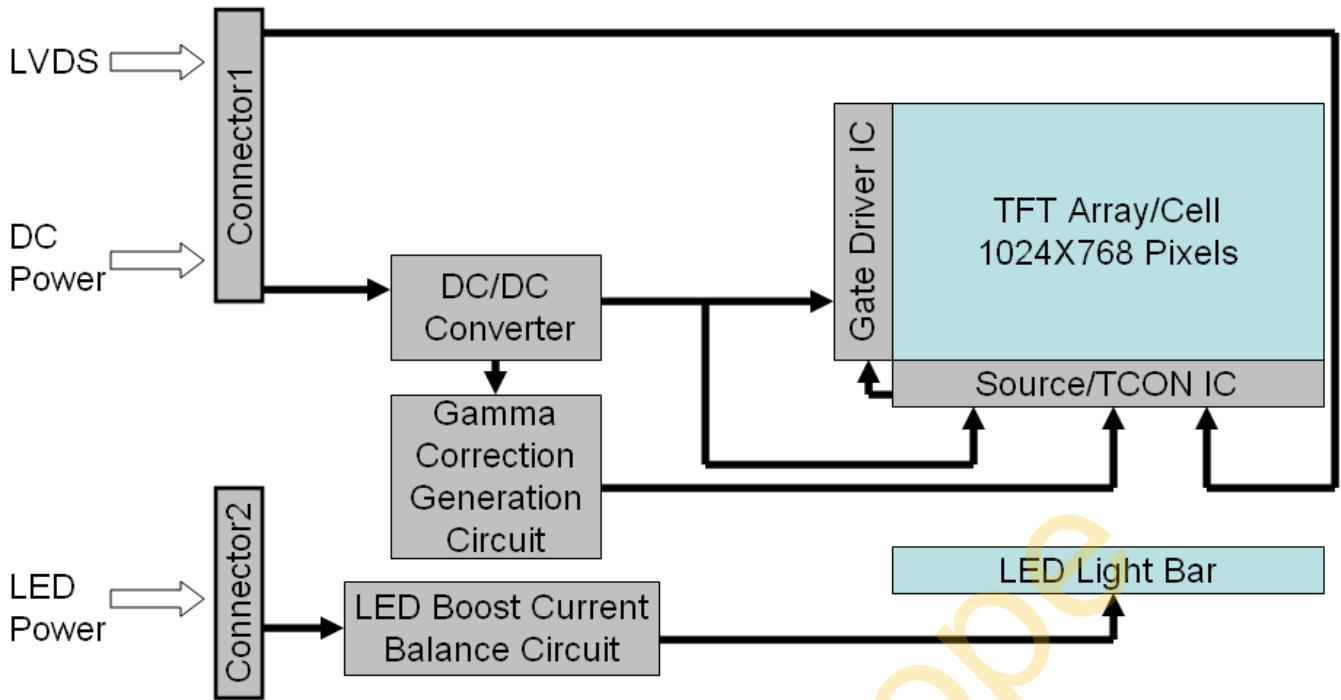 LVDS
Connector1
DC
Power
DC/DC
Converter
Gamma
Correction
Generation
Circuit
Gate Driver IC
TFT Array/Cell
1024X768 Pixels
Source/TCON IC
LED
Power
Connector2
LED Boost Current
Balance Circuit
LED Light Bar
ope